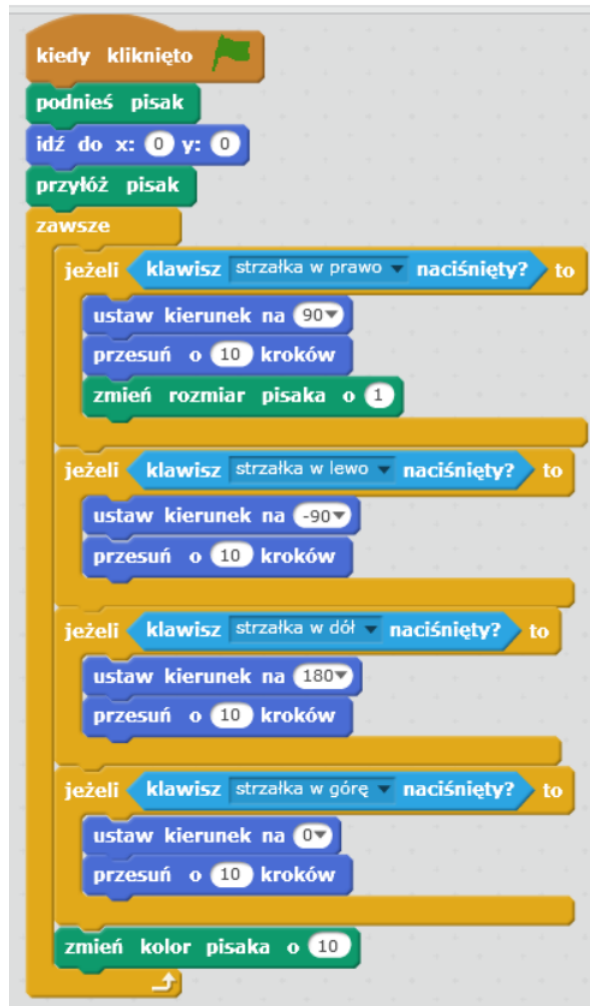 kiedy kliknięto
podnieś pisak
idź do x: 0 y: 0
przyłóż pisak
zawsze
jeżeli klawisz strzałka w prawo naciśnięty? to
ustaw kierunek na 90
przesuń o 10 kroków
zmień rozmiar pisaka o 1
jeżeli klawisz strzałka w lewo naciśnięty? to
ustaw kierunek na -90
przesuń o 10 kroków
jeżeli klawisz strzałka w dół naciśnięty? to
ustaw kierunek na 180
przesuń o 10 kroków
jeżeli klawisz strzałka w górę naciśnięty? to
ustaw kierunek na 0
przesuń o 10 kroków
zmień kolor pisaka o 10